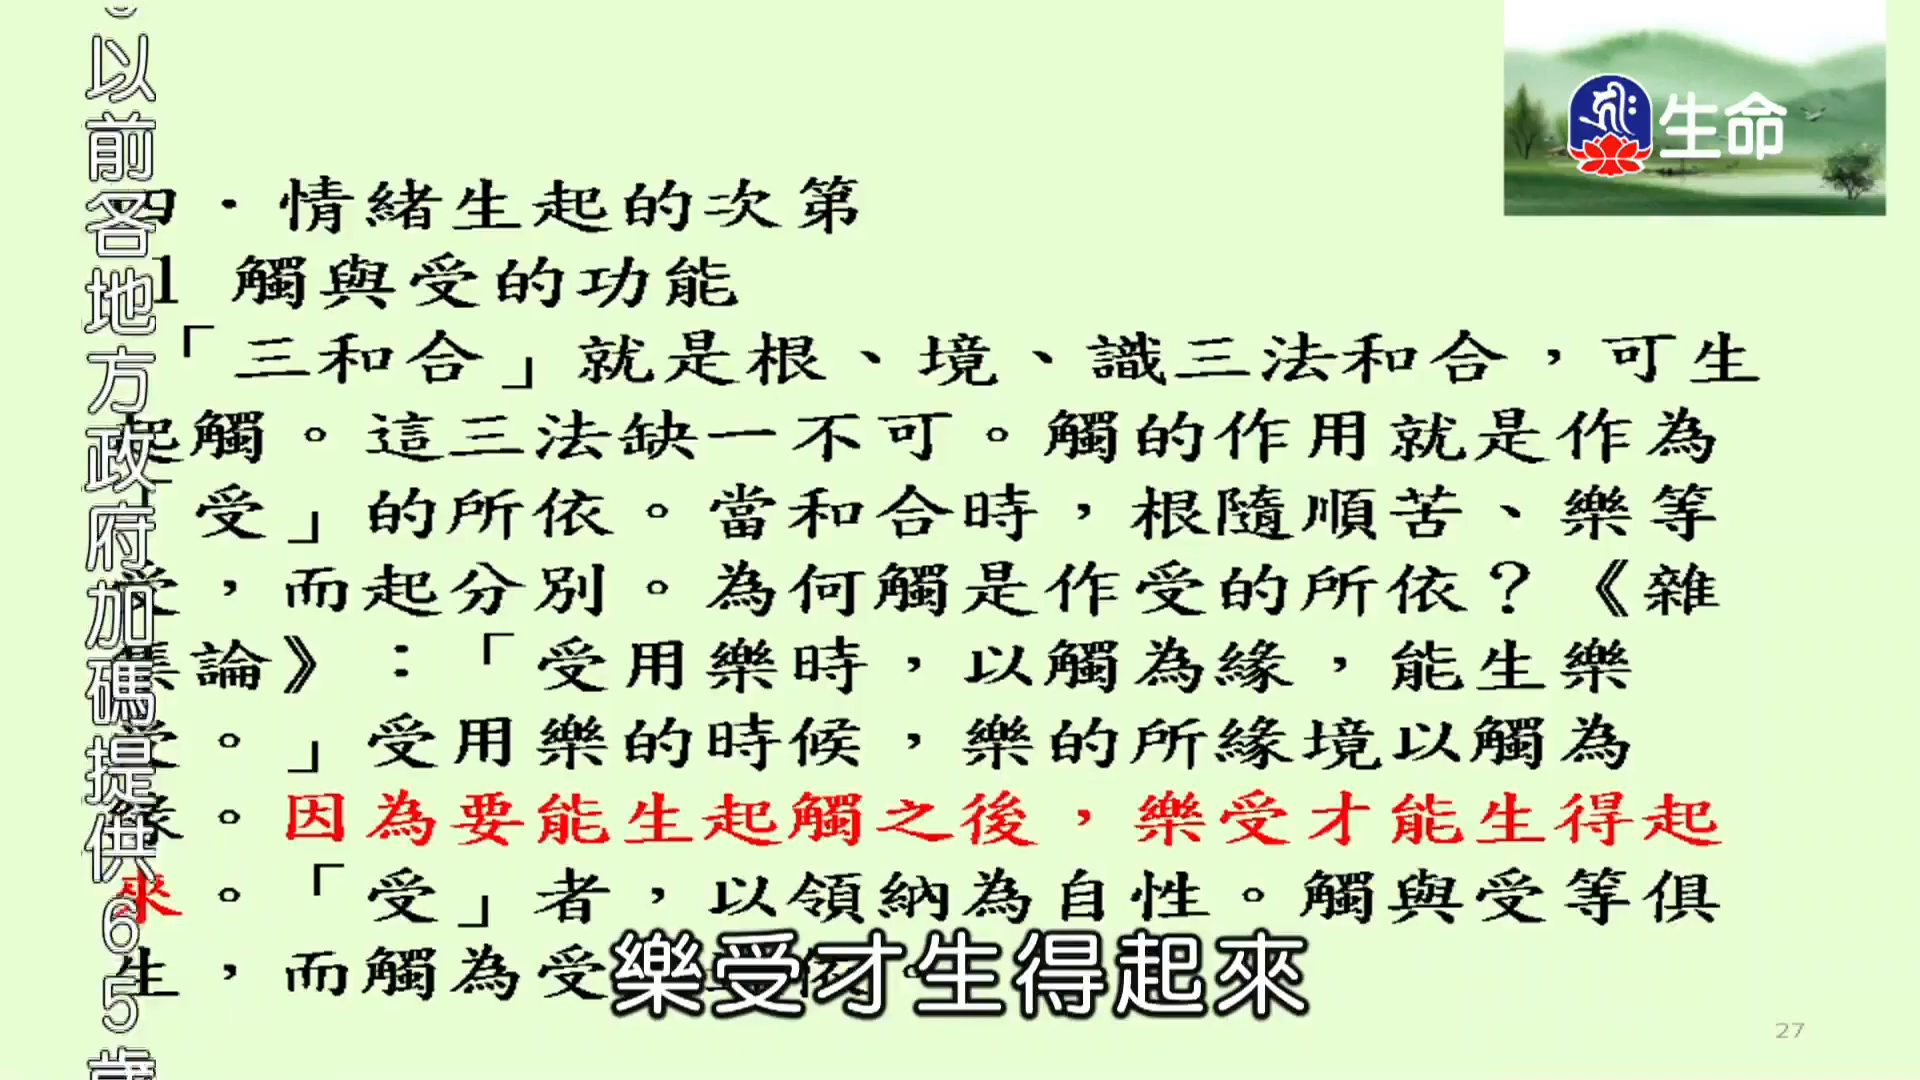 生命
四．情緒生起的次第
1 觸與受的功能
「三和合」就是根、境、識三法和合，可生
起觸。這三法缺一不可。觸的作用就是作為
「受」的所依。當和合時，根隨順苦、樂等
受，而起分別。為何觸是作受的所依？《雜
集論》：「受用樂時，以觸為緣，能生樂
受。」受用樂的時候，樂的所緣境以觸為
緣。因為要能生起觸之後，樂受才能生得起
來。「受」者，以領納為自性。觸與受等俱
生，而觸為受
樂受才生得起來
以前各地方政府加碼提供65歲
27